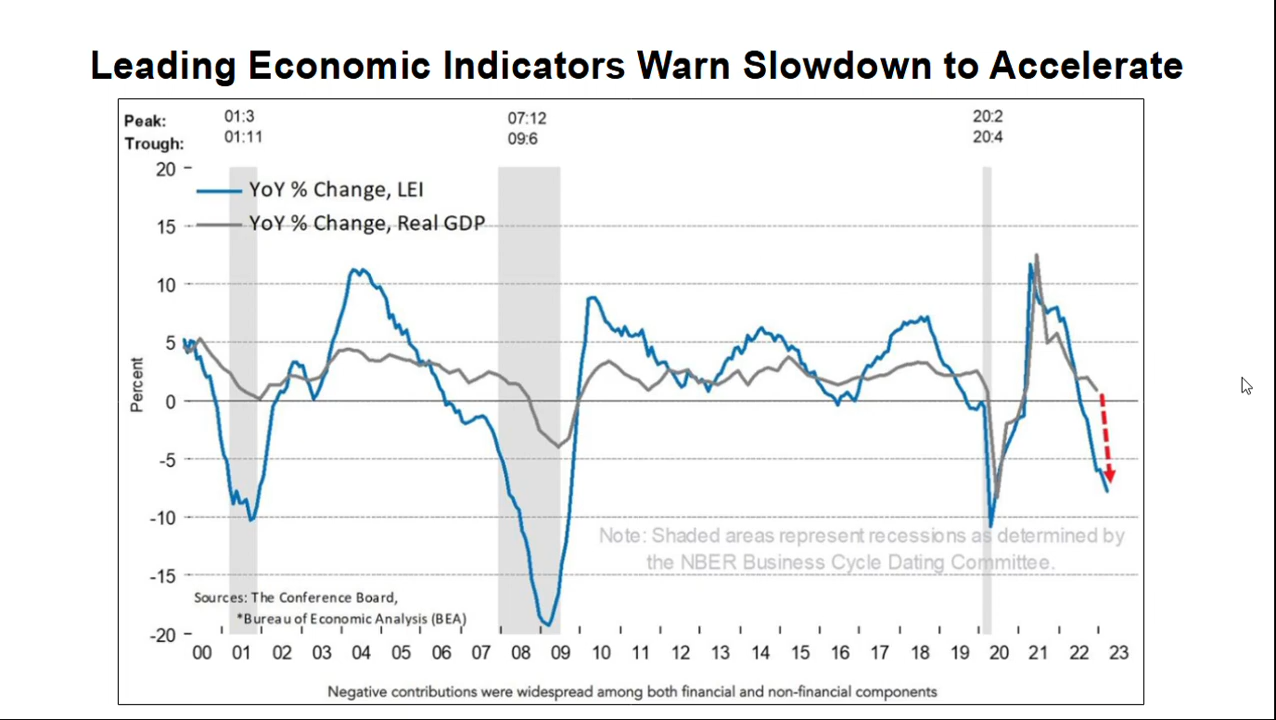 Leading Economic Indicators Warn Slowdown to Accelerate
Peak: 01:3 07:12 20:2
Trough: 01:11 09:6 20:4
20
YoY % Change, LEI
15
YoY % Change, Real GDP
10
5
0
-5
-10
-15
-20
Percent
Note: Shaded areas represent recessions as determined by
the NBER Business Cycle Dating Committee.
Sources: The Conference Board,
*Bureau of Economic Analysis (BEA)
00 01 02 03 04 05 06 07 08 09 10 11 12 13 14 15 16 17 18 19 20 21 22 23
Negative contributions were widespread among both financial and non-financial components